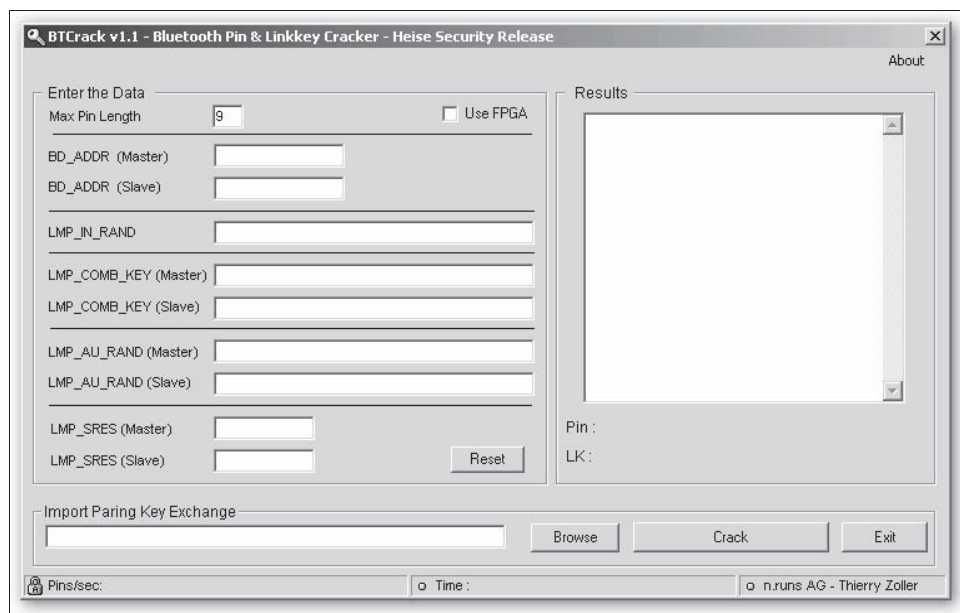 BTCrack v1.1 - Bluetooth Pin & Linkkey Cracker - Heise Security Release
About
Enter the Data
Max Pin Length
9
Use FPGA
BD_ADDR (Master)
BD_ADDR (Slave)
LMP_IN_RAND
LMP_COMB_KEY (Master)
LMP_COMB_KEY (Slave)
LMP_AU_RAND (Master)
LMP_AU_RAND (Slave)
LMP_SRES (Master)
LMP_SRES (Slave)
Reset
Results
Pin :
LK :
Import Paring Key Exchange
Browse
Crack
Exit
Pins/sec:
Time :
n.runs AG - Thierry Zoller